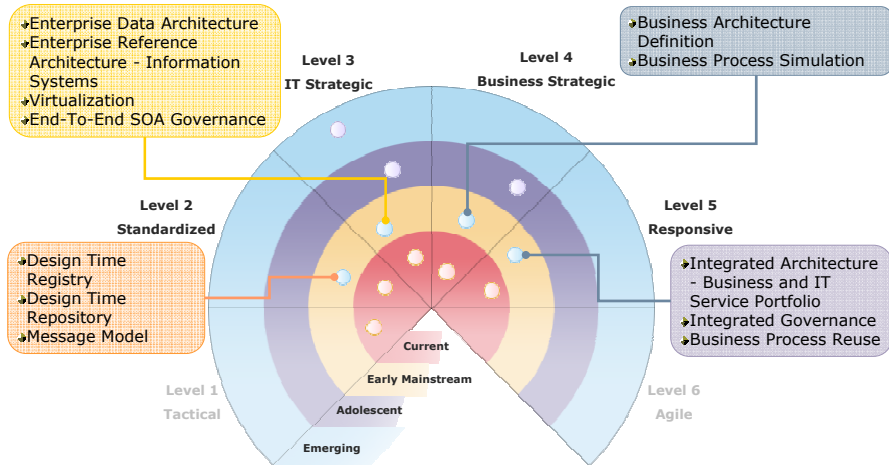 Enterprise Data Architecture
Enterprise Reference
Architecture - Information
Systems
Virtualization
End-To-End SOA Governance
Level 3
IT Strategic
Level 4
Business Strategic
Business Architecture
Definition
Business Process Simulation
Level 2
Standardized
Level 5
Responsive
Design Time
Registry
Design Time
Repository
Message Model
Integrated Architecture
- Business and IT
Service Portfolio
Integrated Governance
Business Process Reuse
Level 1
Tactical
Level 6
Agile
Current
Early Mainstream
Adolescent
Emerging